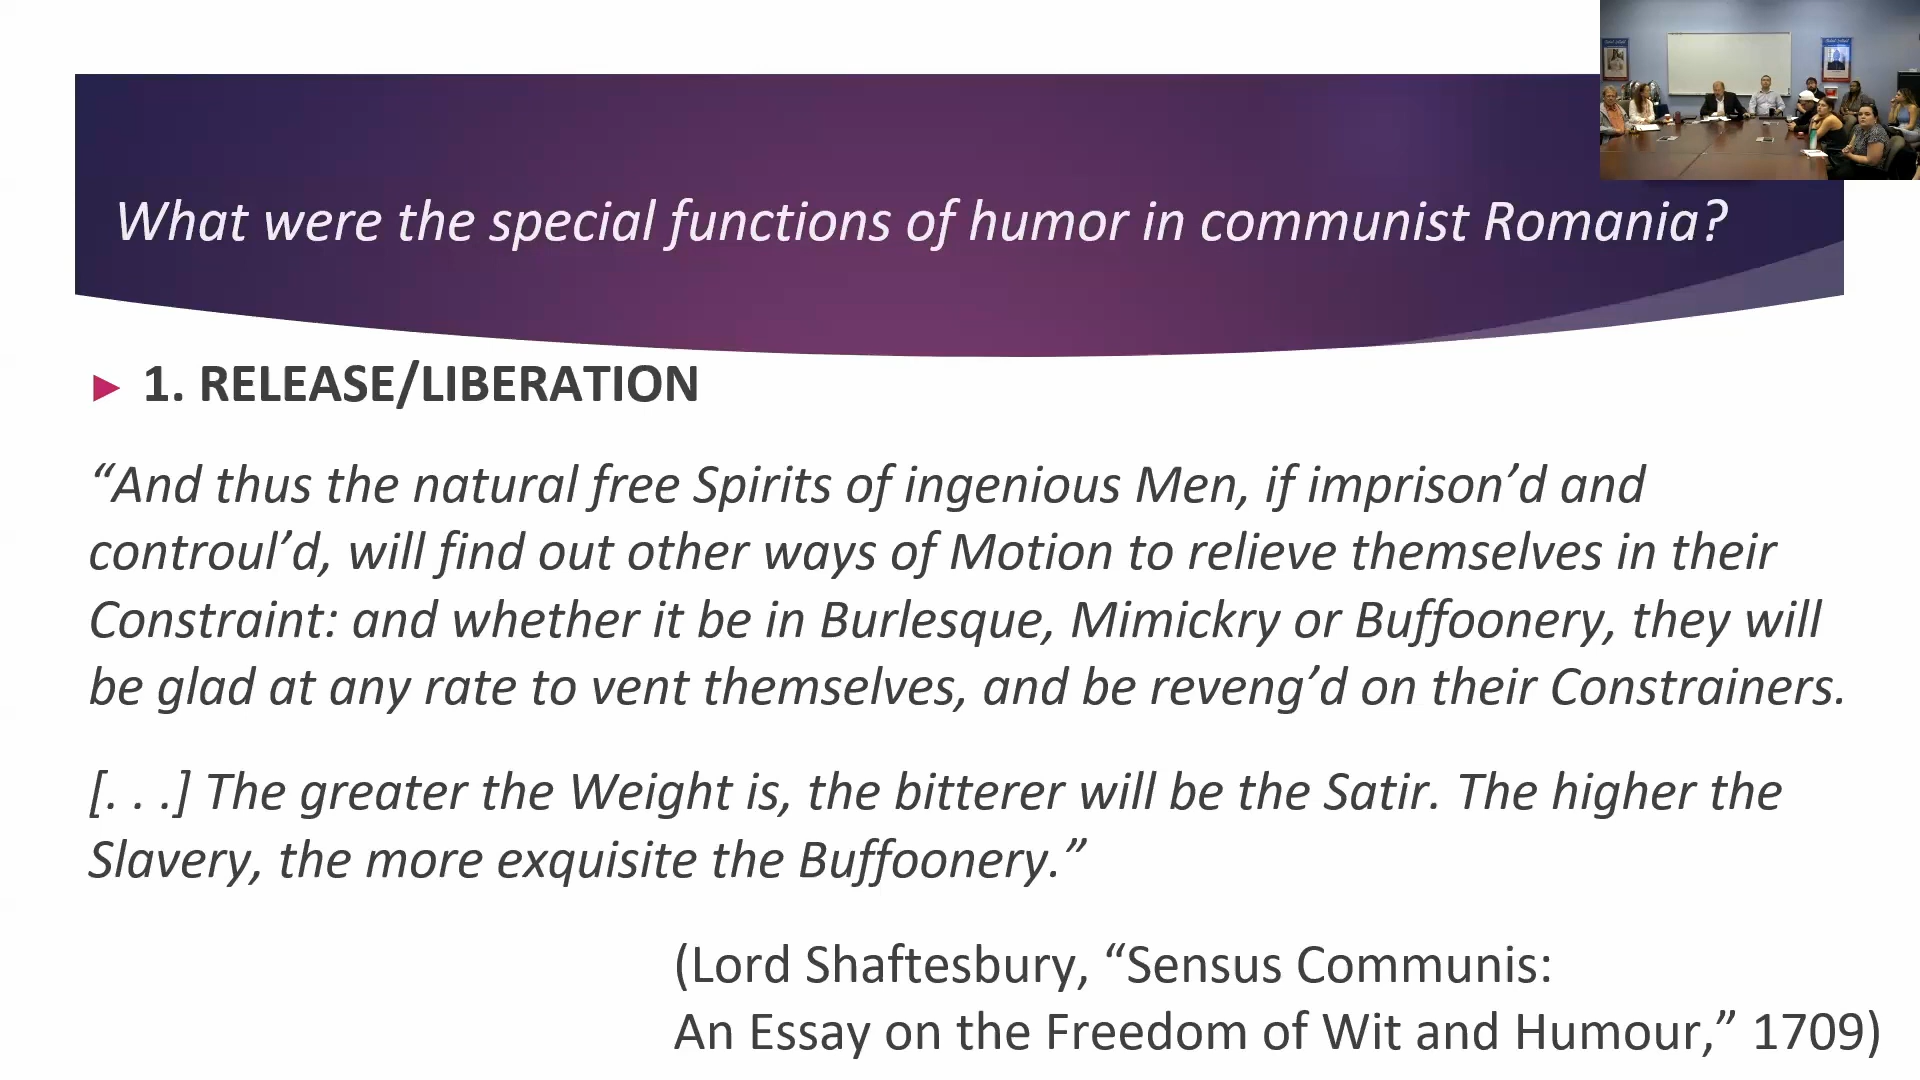 What were the special functions of humor in communist Romania?
► 1. RELEASE/LIBERATION
“And thus the natural free Spirits of ingenious Men, if imprison’d and
controul’d, will find out other ways of Motion to relieve themselves in their
Constraint: and whether it be in Burlesque, Mimickry or Buffoonery, they will
be glad at any rate to vent themselves, and be reveng’d on their Constrainers.
[. . .] The greater the Weight is, the bitterer will be the Satir. The higher the
Slavery, the more exquisite the Buffoonery.”
(Lord Shaftesbury, “Sensus Communis:
An Essay on the Freedom of Wit and Humour,” 1709)